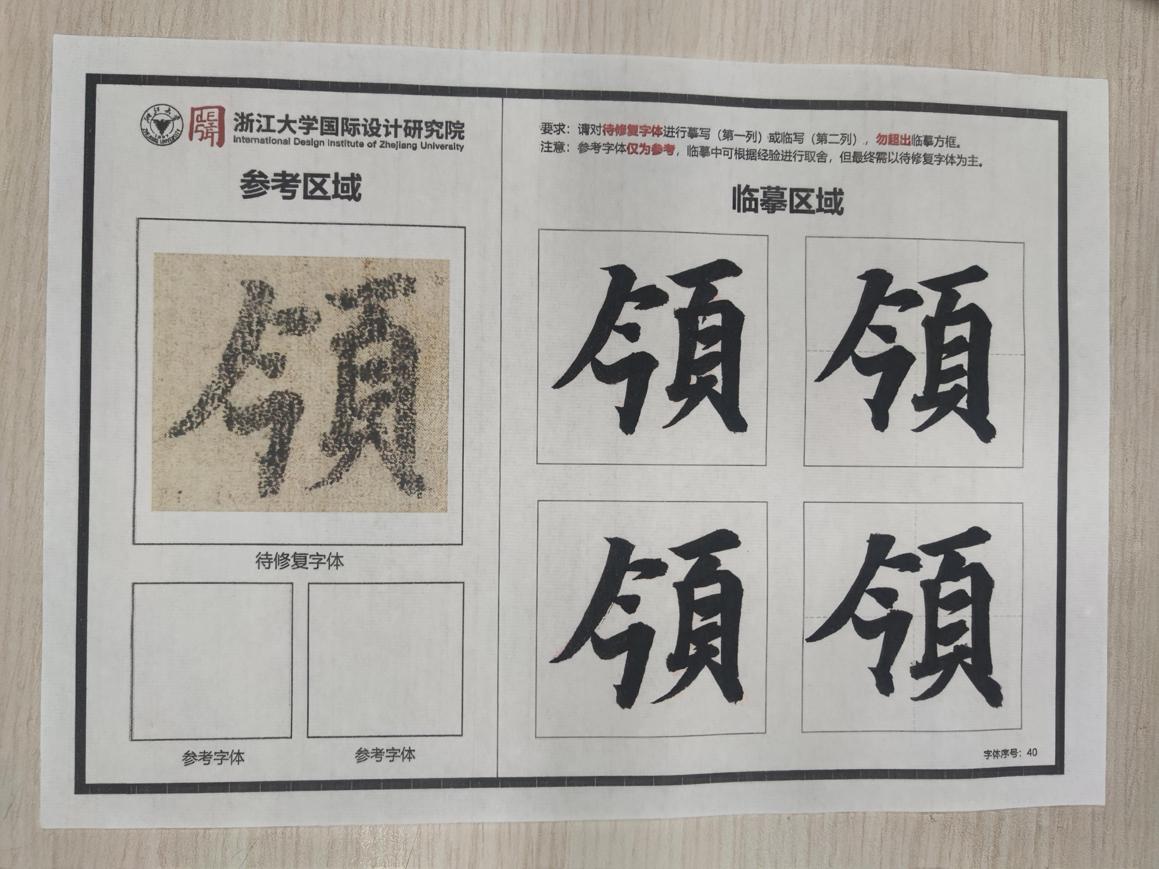 浙江大学国际设计研究院
International Design Institute of Zhejiang University
参考区域
領
待修复字体
参考字体
参考字体
要求：请对待修复字体进行摹写（第一列）或临写（第二列），勿超出临摹方框。
注意：参考字体仅为参考，临摹中可根据经验进行取舍，但最终需以待修复字体为主。
临摹区域
領 領
領 領
字体序号：40